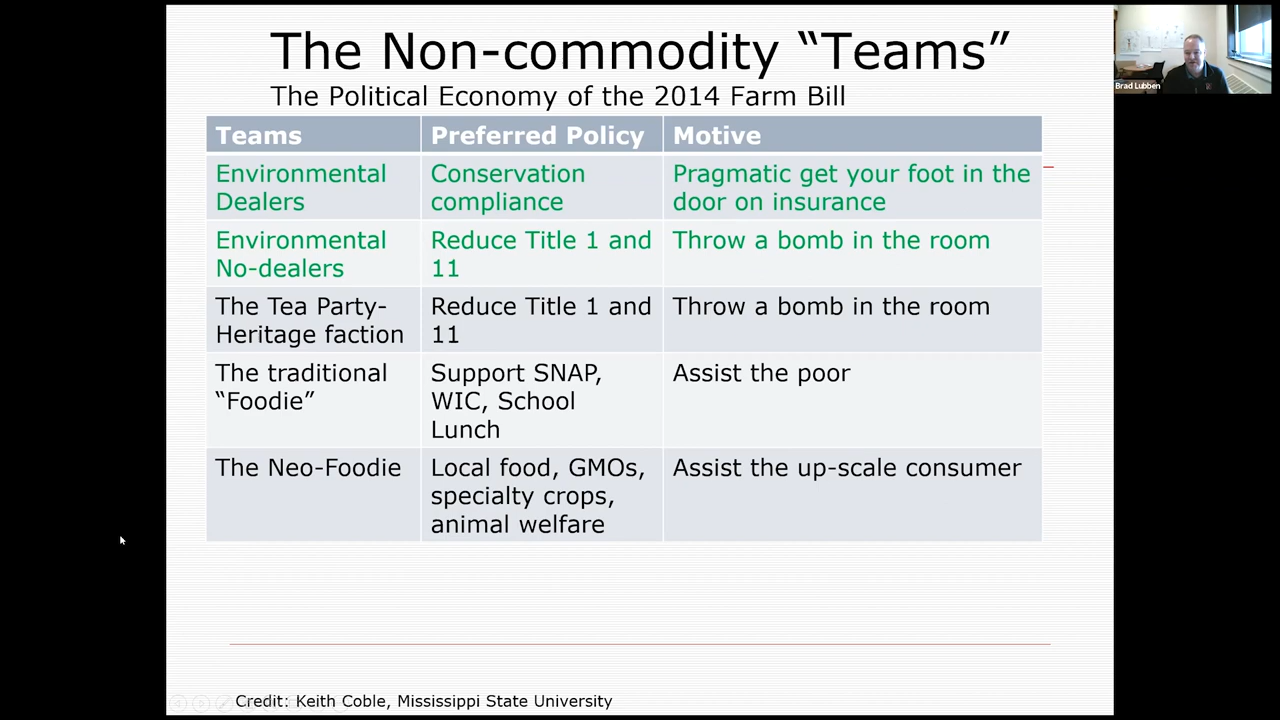 The Non-commodity “Teams”
The Political Economy of the 2014 Farm Bill
Teams
Preferred Policy
Motive
Environmental
Dealers
Conservation
compliance
Pragmatic get your foot in the
door on insurance
Environmental
No-dealers
Reduce Title 1 and
11
Throw a bomb in the room
The Tea Party-
Heritage faction
Reduce Title 1 and
11
Throw a bomb in the room
The traditional
“Foodie”
Support SNAP,
WIC, School
Lunch
Assist the poor
The Neo-Foodie
Local food, GMOs,
specialty crops,
animal welfare
Assist the up-scale consumer
Credit: Keith Coble, Mississippi State University
Brad Lubben